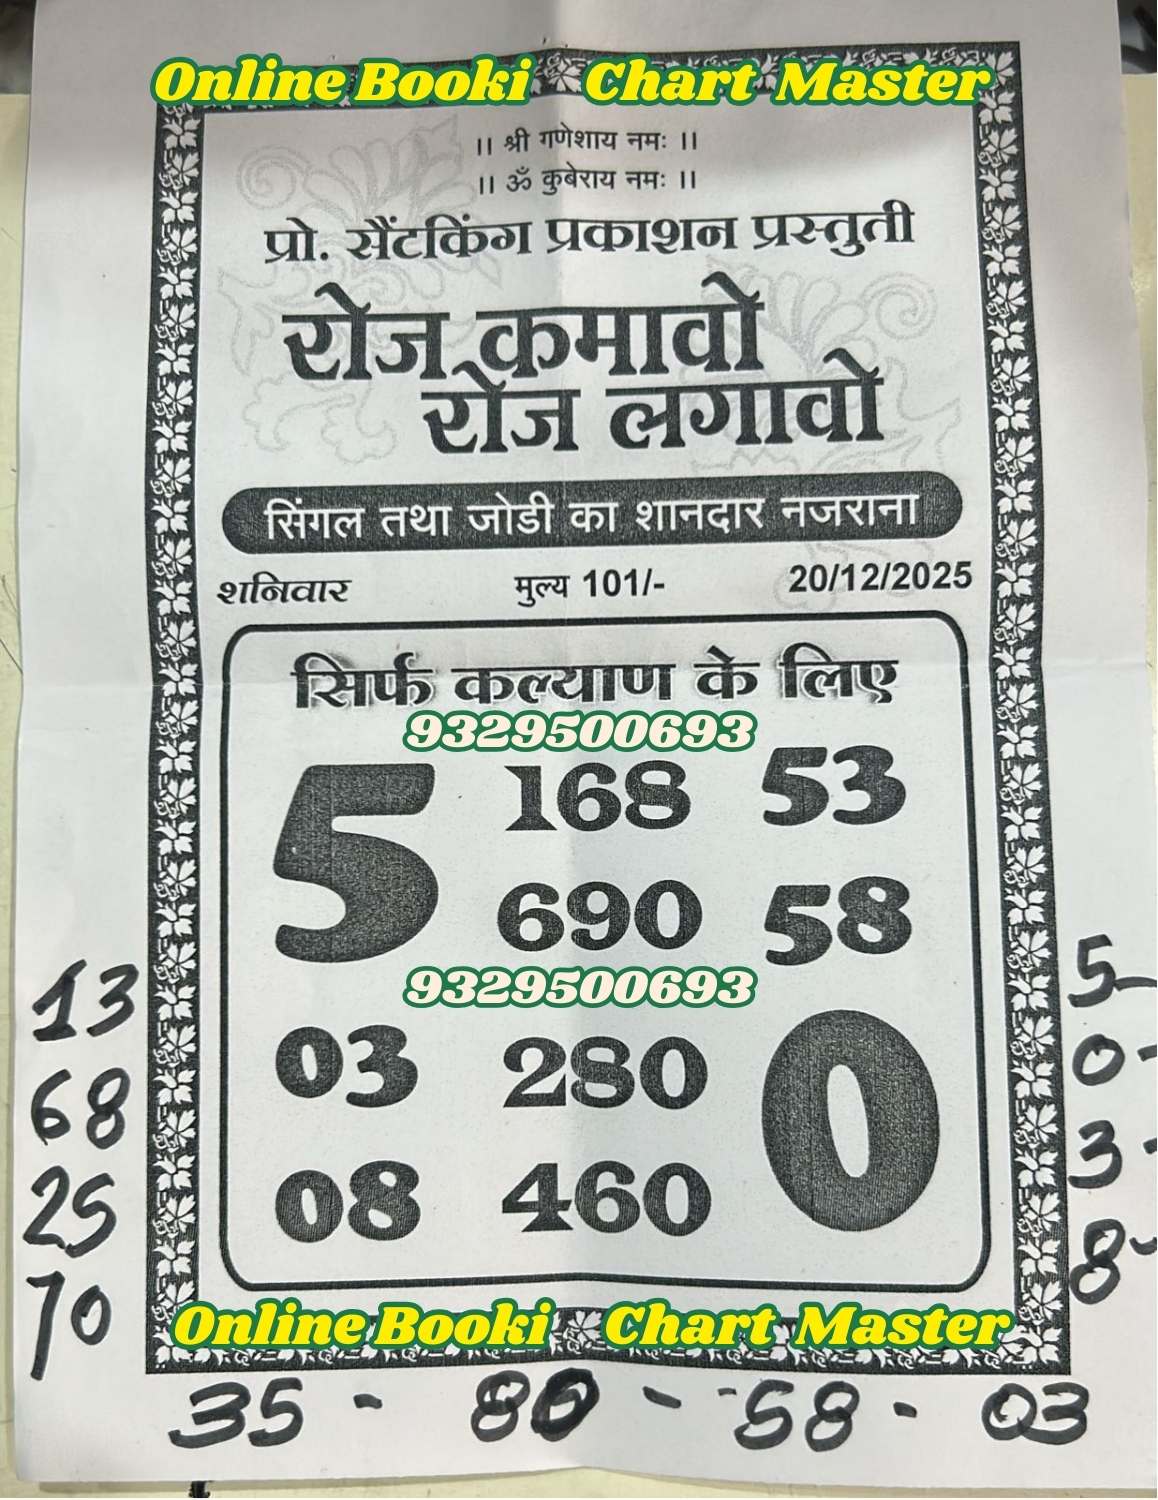 Online Booki Chart Master
।। श्री गणेशाय नमः ।।
।। ॐ कुबेराय नमः ।।
प्रो. सैंटकिंग प्रकाशन प्रस्तुती
रोज कमावो
रोज लगावो
सिंगल तथा जोडी का शानदार नजराना
शनिवार मुल्य 101/- 20/12/2025
सिर्फ कल्याण के लिए
9329500693
5 168 53
690 58
9329500693
03 280 0
08 460
13
68
25
70
5-
0-
3-
8-
Online Booki Chart Master
35 - 80 - 58 - 03